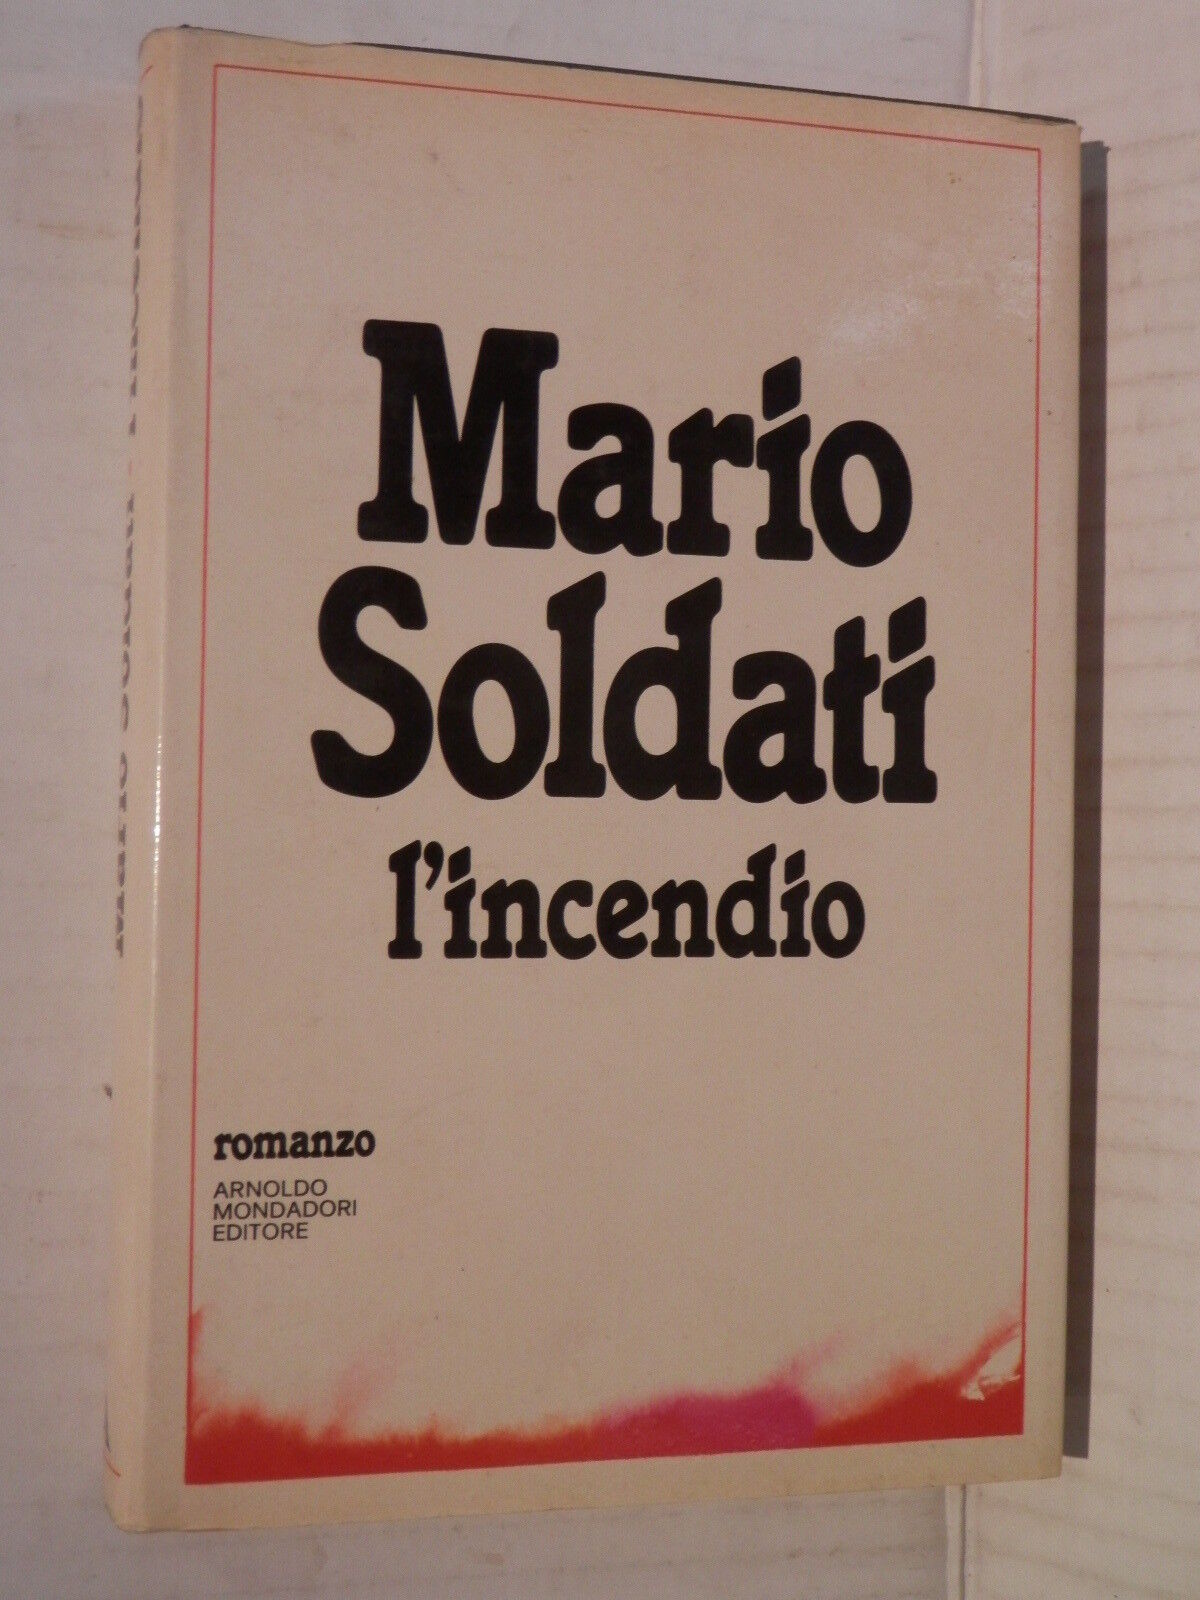 Mario
Soldati
l'incendio
romanzo
ARNOLDO
MONDADORI
EDITORE